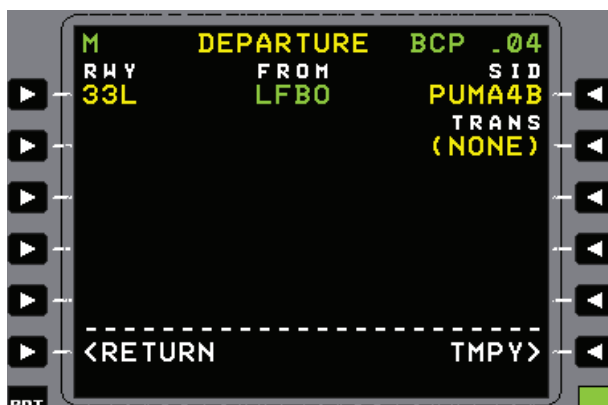 M DEPARTURE BCP .04
RWY FROM SID
33L LFBO PUMA4B
TRANS
(NONE)
<RETURN TMPY>